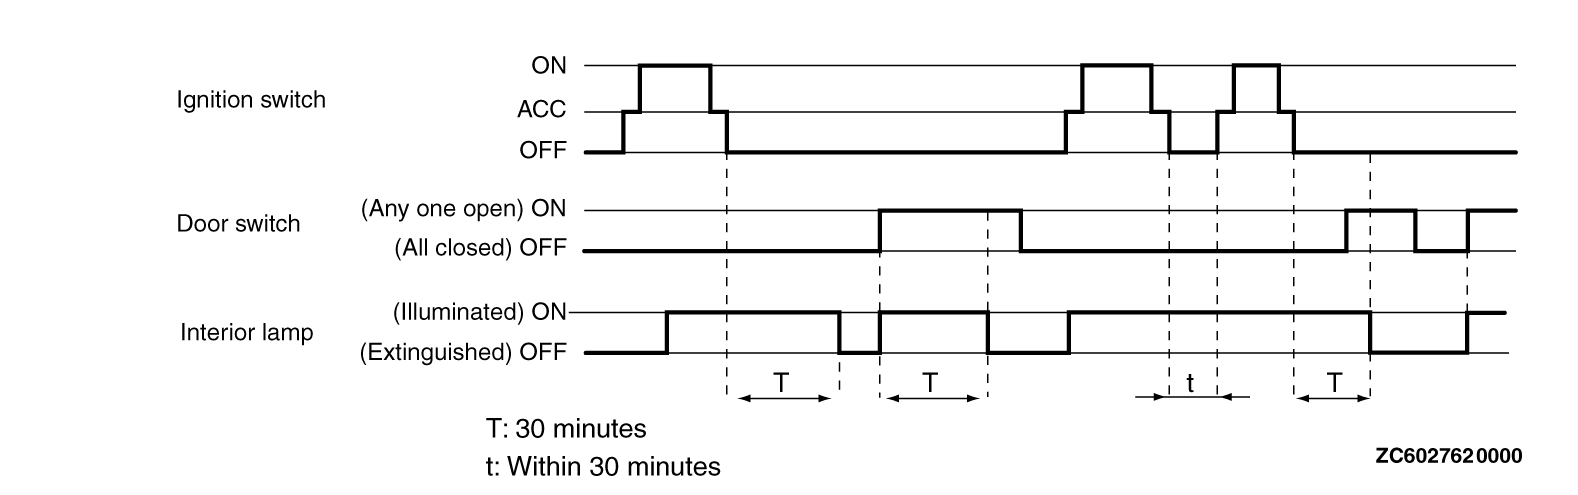 ON
Ignition switch ACC
OFF
(Any one open) ON
Door switch
(All closed) OFF
(Illuminated) ON
Interior lamp
(Extinguished) OFF
T T t T
T: 30 minutes
t: Within 30 minutes
ZC6027620000